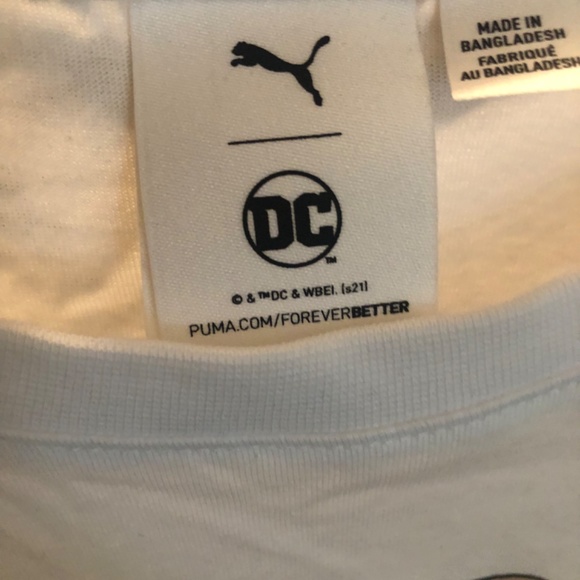 MADE IN
BANGLADESH
FABRIQUÉ
AU BANGLADESH
DC
TM
© & ™DC & WBEI. (s21)
PUMA.COM/FOREVERBETTER